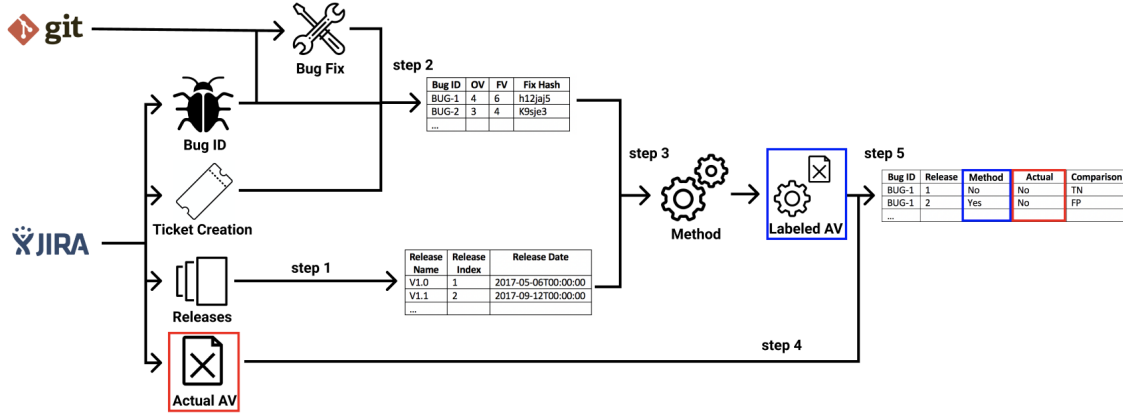 git
Bug Fix
step 2
Bug ID OV FV Fix Hash
BUG-1 4 6 h12jaj5
BUG-2 3 4 K9sje3
...
Bug ID
step 3
step 5
Bug ID Release Method Actual Comparison
BUG-1 1 No No TN
BUG-1 2 Yes No FP
...
Ticket Creation
Method
Labeled AV
JIRA
step 1
Release Name Release Index Release Date
V1.0 1 2017-05-06T00:00:00
V1.1 2 2017-09-12T00:00:00
...
Releases
step 4
Actual AV